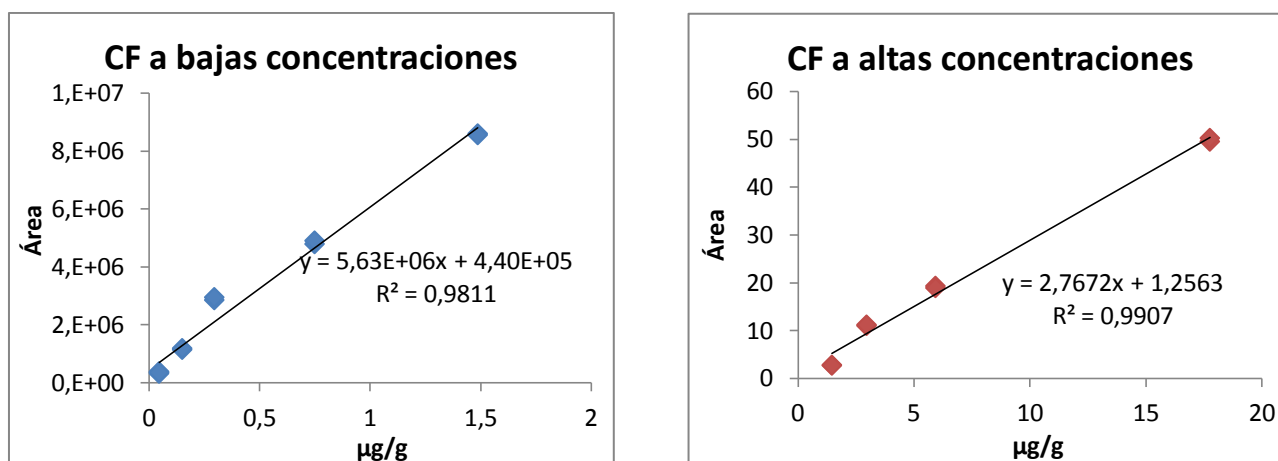 CF a bajas concentraciones
1,E+07
8,E+06
6,E+06
4,E+06
2,E+06
0,E+00
Área
y = 5,63E+06x + 4,40E+05
R² = 0,9811
0
0,5
1
1,5
2
µg/g
CF a altas concentraciones
60
50
40
30
20
10
0
Área
y = 2,7672x + 1,2563
R² = 0,9907
0
5
10
15
20
µg/g